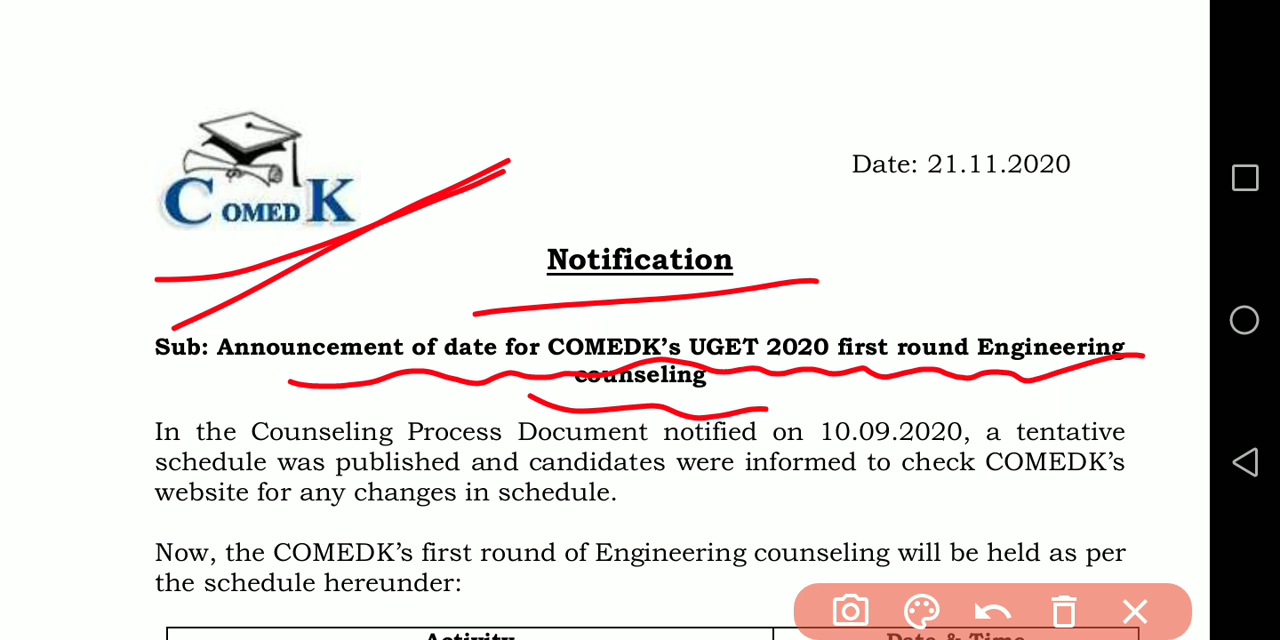 COMEDK
Date: 21.11.2020
Notification
Sub: Announcement of date for COMEDK's UGET 2020 first round Engineering
counseling
In the Counseling Process Document notified on 10.09.2020, a tentative
schedule was published and candidates were informed to check COMEDK's
website for any changes in schedule.
Now, the COMEDK's first round of Engineering counseling will be held as per
the schedule hereunder:
Activity
Date & Time